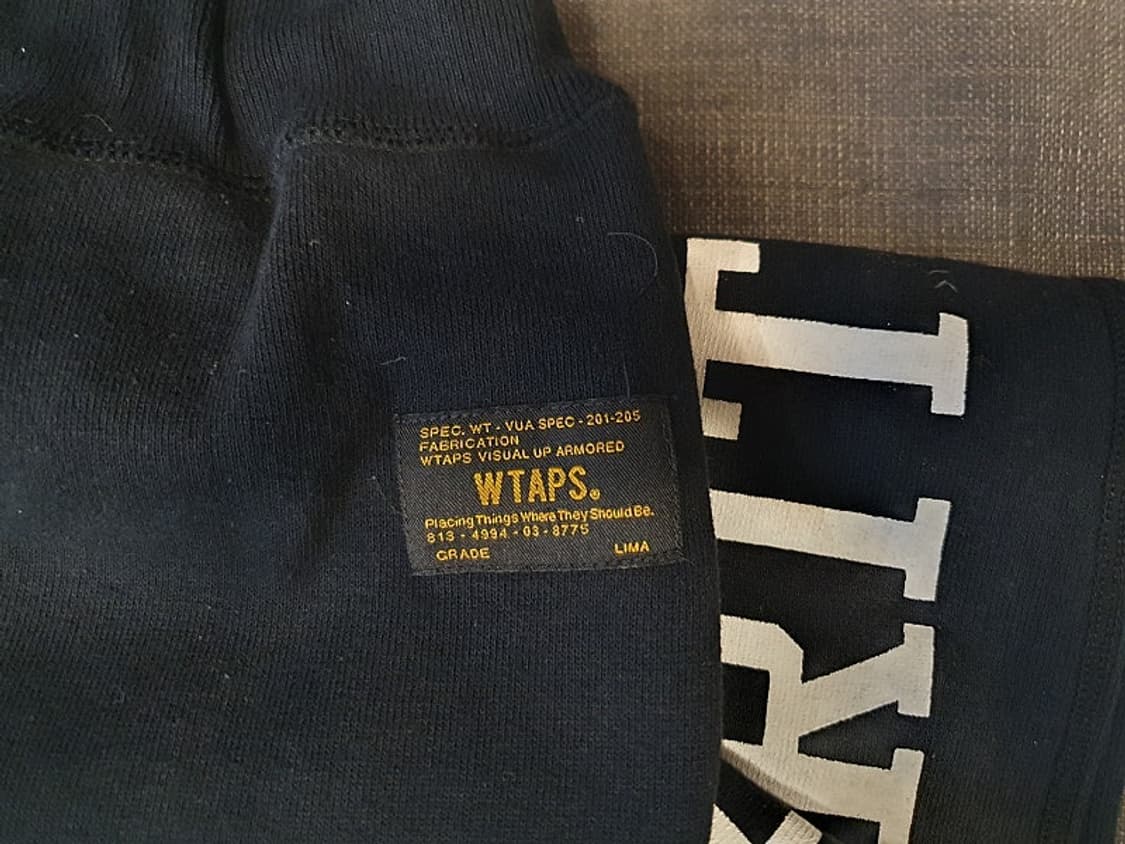 SPEC. WT - VUA SPEC - 201-205
FABRICATION
WTAPS VISUAL UP ARMORED
WTAPS®
Placing Things Where They Should Be.
813 - 4994 - 03 - 8775
GRADE LIMA